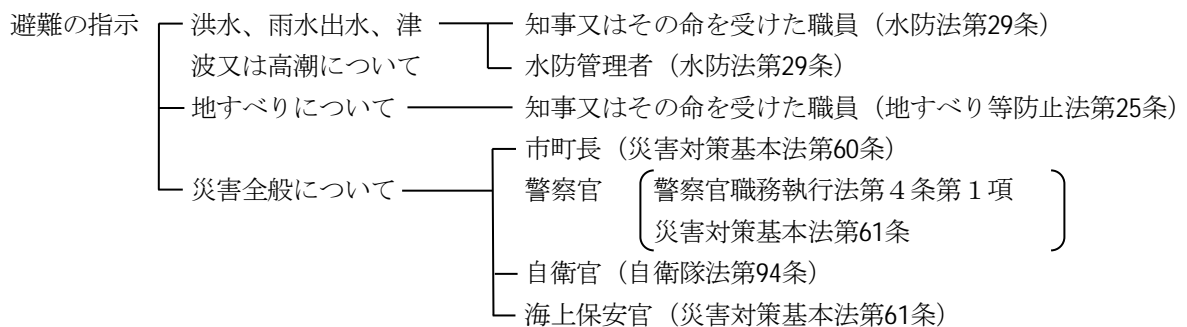 避難の指示 洪水、雨水出水、津 知事又はその命を受けた職員（水防法第29条）
波又は高潮について 水防管理者（水防法第29条）
地すべりについて 知事又はその命を受けた職員（地すべり等防止法第25条）
市町長（災害対策基本法第60条）
災害全般について 警察官 警察官職務執行法第４条第１項
災害対策基本法第61条
自衛官（自衛隊法第94条）
海上保安官（災害対策基本法第61条）